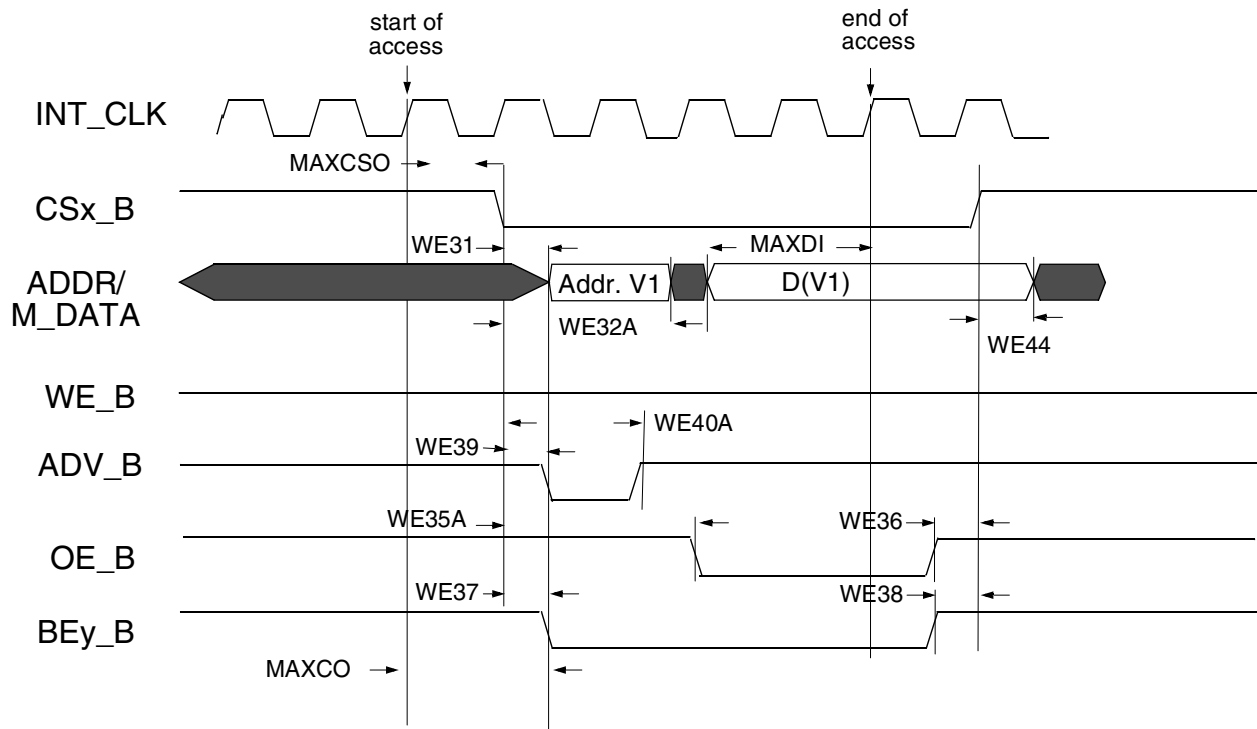 start of
access
end of
access
INT_CLK
MAXCSO
CSx_B
WE31
MAXDI
ADDR/
M_DATA
Addr. V1
D(V1)
WE32A
WE44
WE_B
WE40A
WE39
ADV_B
WE35A
WE36
OE_B
WE37
WE38
BEy_B
MAXCO